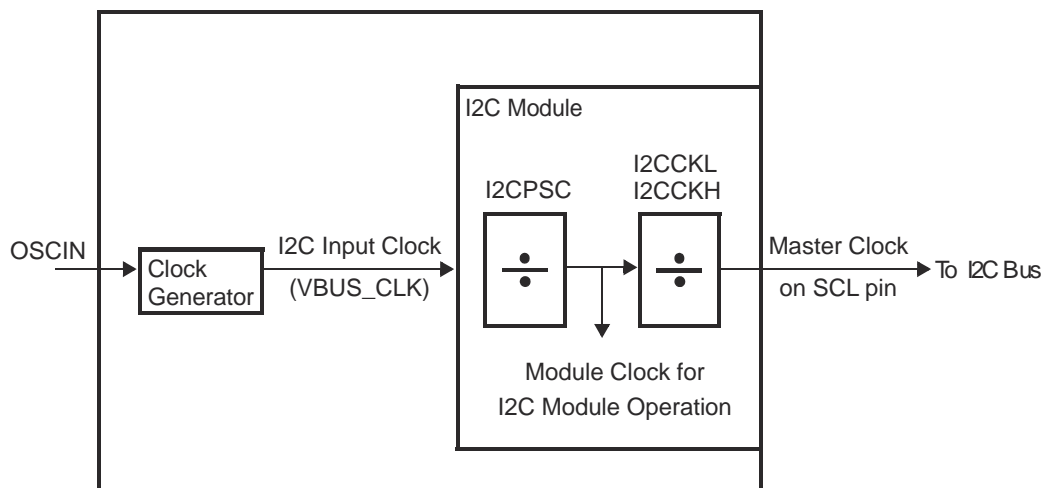 I2C Module
I2CCKL
I2CPSC I2CCKH
OSCIN
I2C Input Clock
Master Clock
Clock
Generator
(VBUS_CLK)
÷
÷
on SCL pin
To I2C Bus
Module Clock for
I2C Module Operation